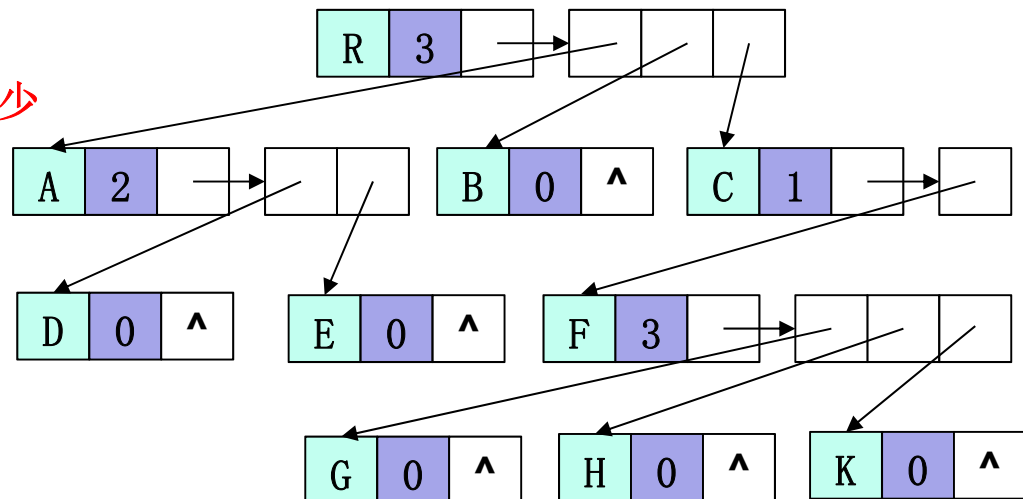 R 3
少
A 2 B 0 ^ C 1
D 0 ^ E 0 ^ F 3
G 0 ^ H 0 ^ K 0 ^